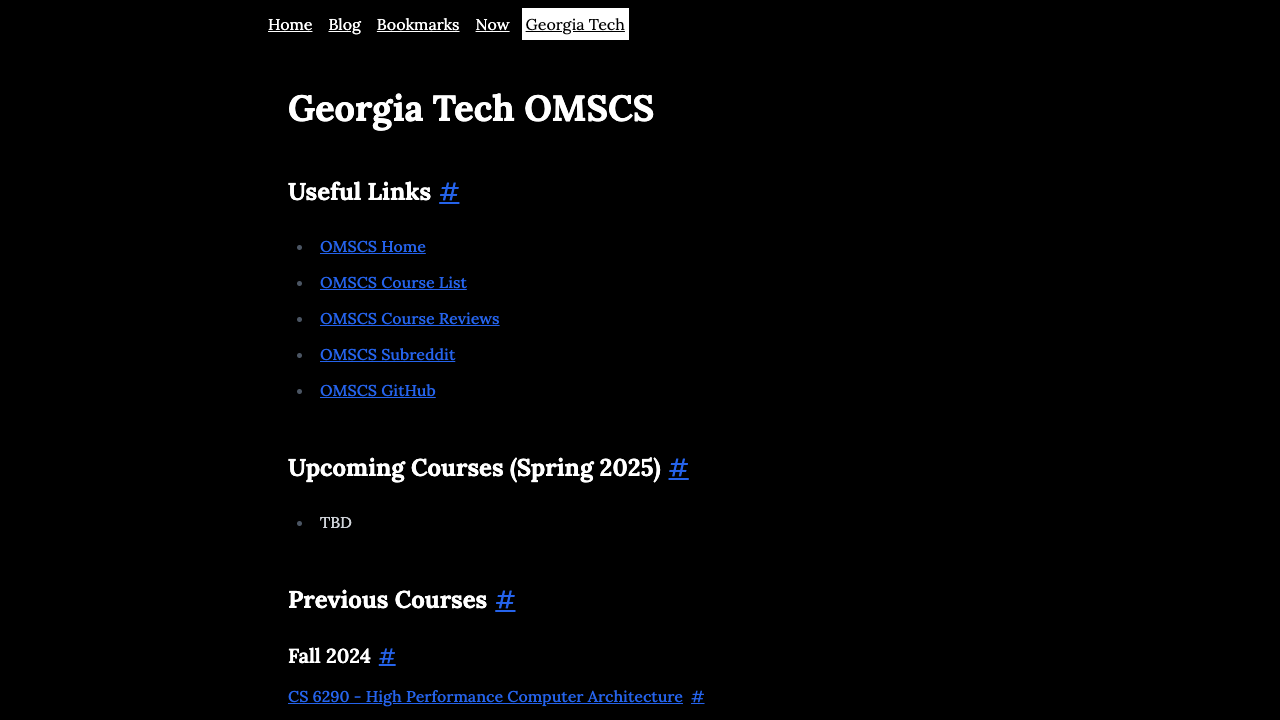 Home Blog Bookmarks Now Georgia Tech
Georgia Tech OMSCS
Useful Links #
OMSCS Home
OMSCS Course List
OMSCS Course Reviews
OMSCS Subreddit
OMSCS GitHub
Upcoming Courses (Spring 2025) #
TBD
Previous Courses #
Fall 2024 #
CS 6290 - High Performance Computer Architecture #